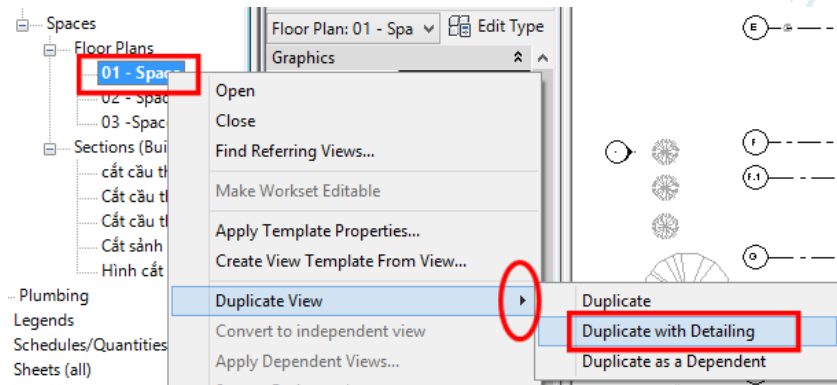 Spaces
Floor Plans
01 - Space
02 - Spac
03 -Spac
Sections (Bui
cắt cầu th
Cắt cầu th
Cắt cầu tl
Cắt sảnh
Hình cắt
Plumbing
Legends
Schedules/Quantities
Sheets (all)
Floor Plan: 01 - Spa
Edit Type
Graphics
Open
Close
Find Referring Views...
Make Workset Editable
Apply Template Properties...
Create View Template From View...
Duplicate View
Convert to independent view
Apply Dependent Views...
Duplicate
Duplicate with Detailing
Duplicate as a Dependent
E
F
F.1
G